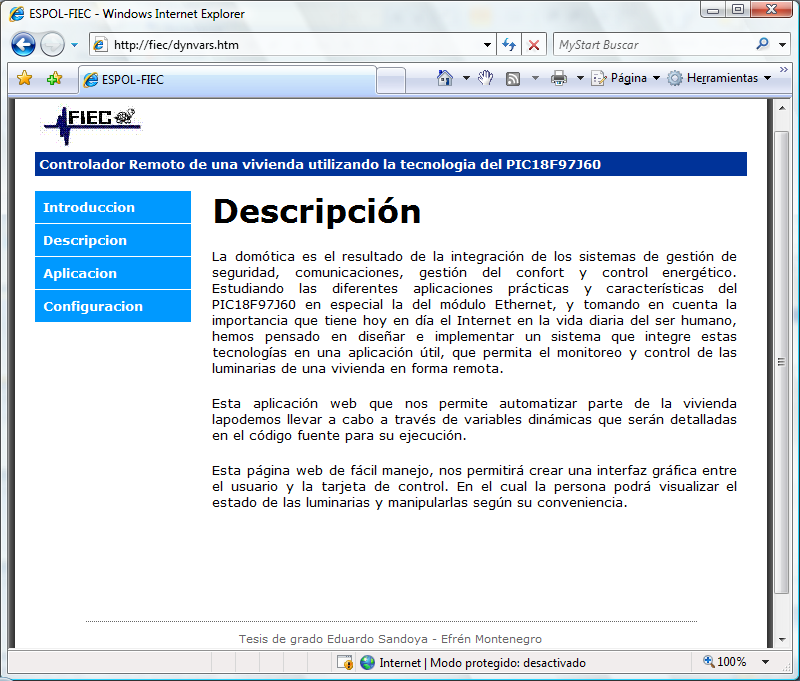 ESPOL-FIEC - Windows Internet Explorer
http://fiec/dynvars.htm
MyStart Buscar
ESPOL-FIEC
Página
Herramientas
FIEC
Controlador Remoto de una vivienda utilizando la tecnologia del PIC18F97J60
Introduccion
Descripcion
Aplicacion
Configuracion
Descripción
La domótica es el resultado de la integración de los sistemas de gestión de
seguridad, comunicaciones, gestión del confort y control energético.
Estudiando las diferentes aplicaciones prácticas y características del
PIC18F97J60 en especial la del módulo Ethernet, y tomando en cuenta la
importancia que tiene hoy en día el Internet en la vida diaria del ser humano,
hemos pensado en diseñar e implementar un sistema que integre estas
tecnologías en una aplicación útil, que permita el monitoreo y control de las
luminarias de una vivienda en forma remota.
Esta aplicación web que nos permite automatizar parte de la vivienda
lapodemos llevar a cabo a través de variables dinámicas que serán detalladas
en el código fuente para su ejecución.
Esta página web de fácil manejo, nos permitirá crear una interfaz gráfica entre
el usuario y la tarjeta de control. En el cual la persona podrá visualizar el
estado de las luminarias y manipularlas según su conveniencia.
Tesis de grado Eduardo Sandoya - Efrén Montenegro
Internet | Modo protegido: desactivado
100%